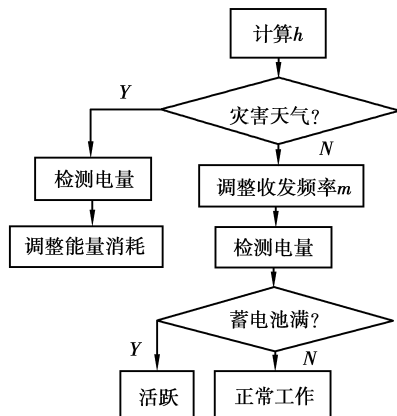 计算h
灾害天气?
Y
N
检测电量
调整收发频率m
调整能量消耗
检测电量
蓄电池满?
Y
N
活跃
正常工作